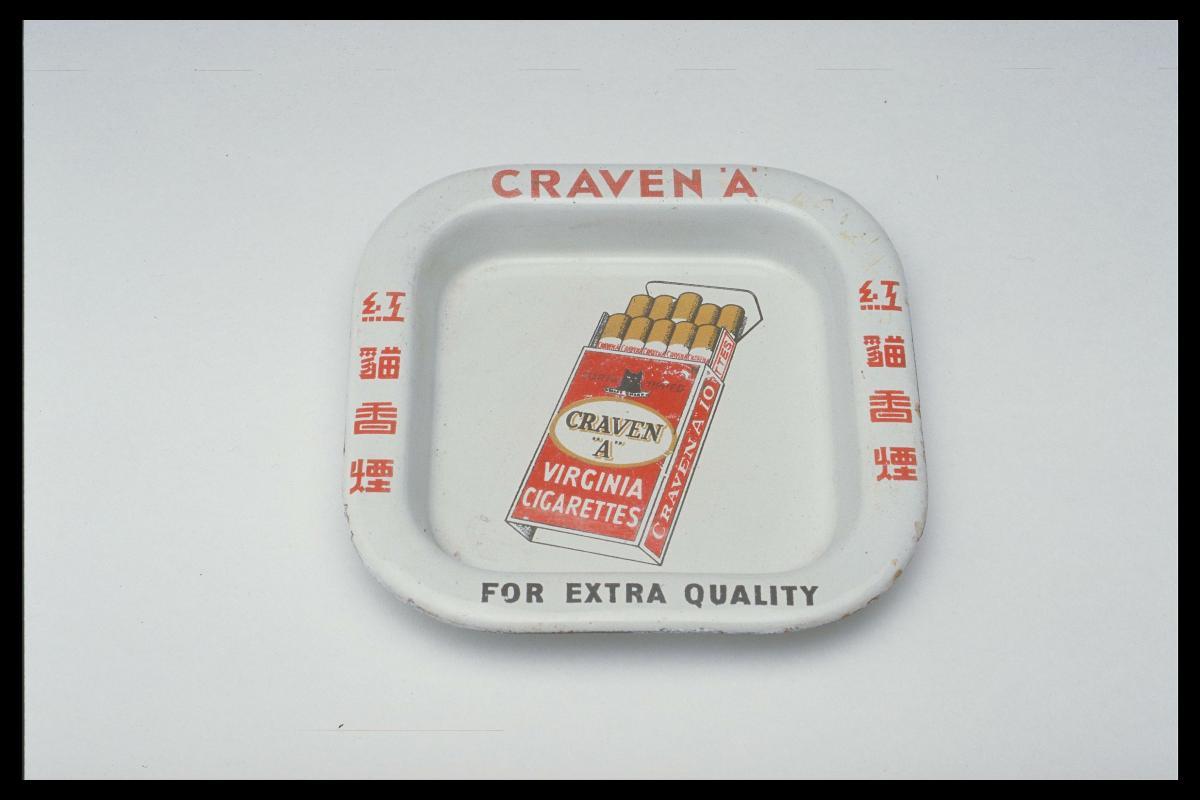 CRAVEN "A"
紅貓香煙
紅貓香煙
CRAVEN
"A"
VIRGINIA
CIGARETTES
CRAVEN "A" 10
FOR EXTRA QUALITY